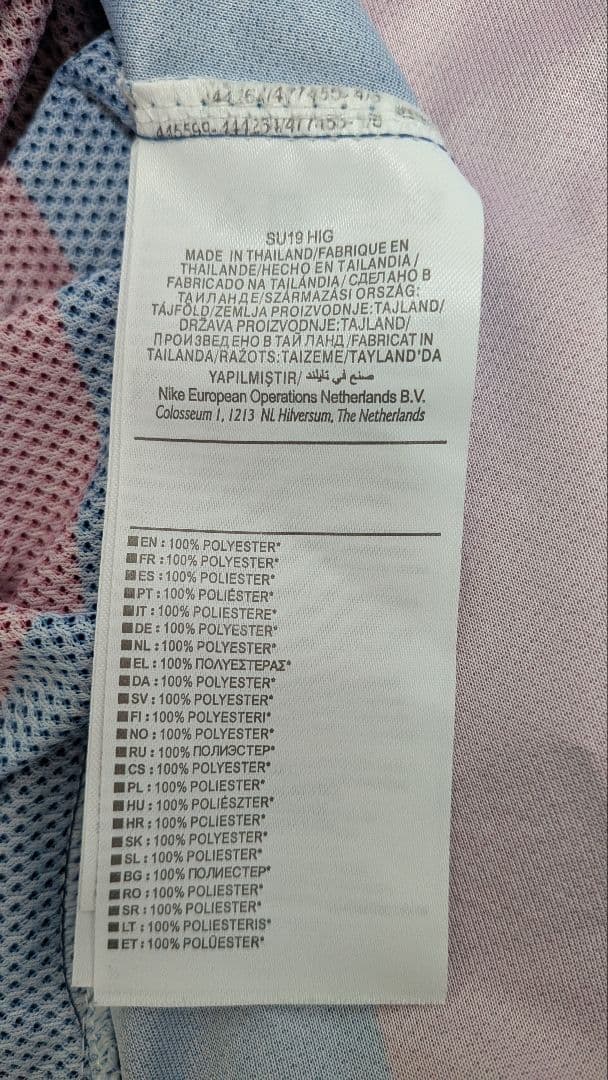 SU19 HIG
MADE IN THAILAND/FABRIQUE EN
THAILANDE/HECHO EN TAILANDIA/
FABRICADO NA TAILÂNDIA/СДЕЛАНО В
ТАИЛАНДЕ/SZÁRMAZÁSI ORSZÁG:
TÁJFÖLD/ZEMLJA PROIZVODNJE:TAJLAND/
DRŽAVA PROIZVODNJE:TAJLAND/
ПРОИЗВЕДЕНО В ТАЙЛАНД/FABRICAT IN
TAILANDA/RAŽOTS:TAIZEME/TAYLAND'DA
YAPILMIŞTIR/ صنع في تايلند
Nike European Operations Netherlands B.V.
Colosseum 1, 1213 NL Hilversum, The Netherlands
EN : 100% POLYESTER*
FR : 100% POLYESTER*
ES : 100% POLIESTER*
PT : 100% POLIÉSTER*
IT : 100% POLIESTERE*
DE : 100% POLYESTER*
NL : 100% POLYESTER*
EL : 100% ΠΟΛΥΕΣΤΕΡΑΣ*
DA : 100% POLYESTER*
SV : 100% POLYESTER*
FI : 100% POLYESTERI*
NO : 100% POLYESTER*
RU : 100% ПОЛИЭСТЕР*
CS : 100% POLYESTER*
PL : 100% POLIESTER*
HU : 100% POLIÉSZTER*
HR : 100% POLIESTER*
SK : 100% POLYESTER*
SL : 100% POLIESTER*
BG : 100% ПОЛИЕСТЕР*
RO : 100% POLIESTER*
SR : 100% POLIESTER*
LT : 100% POLIESTERIS*
ET : 100% POLÜESTER*